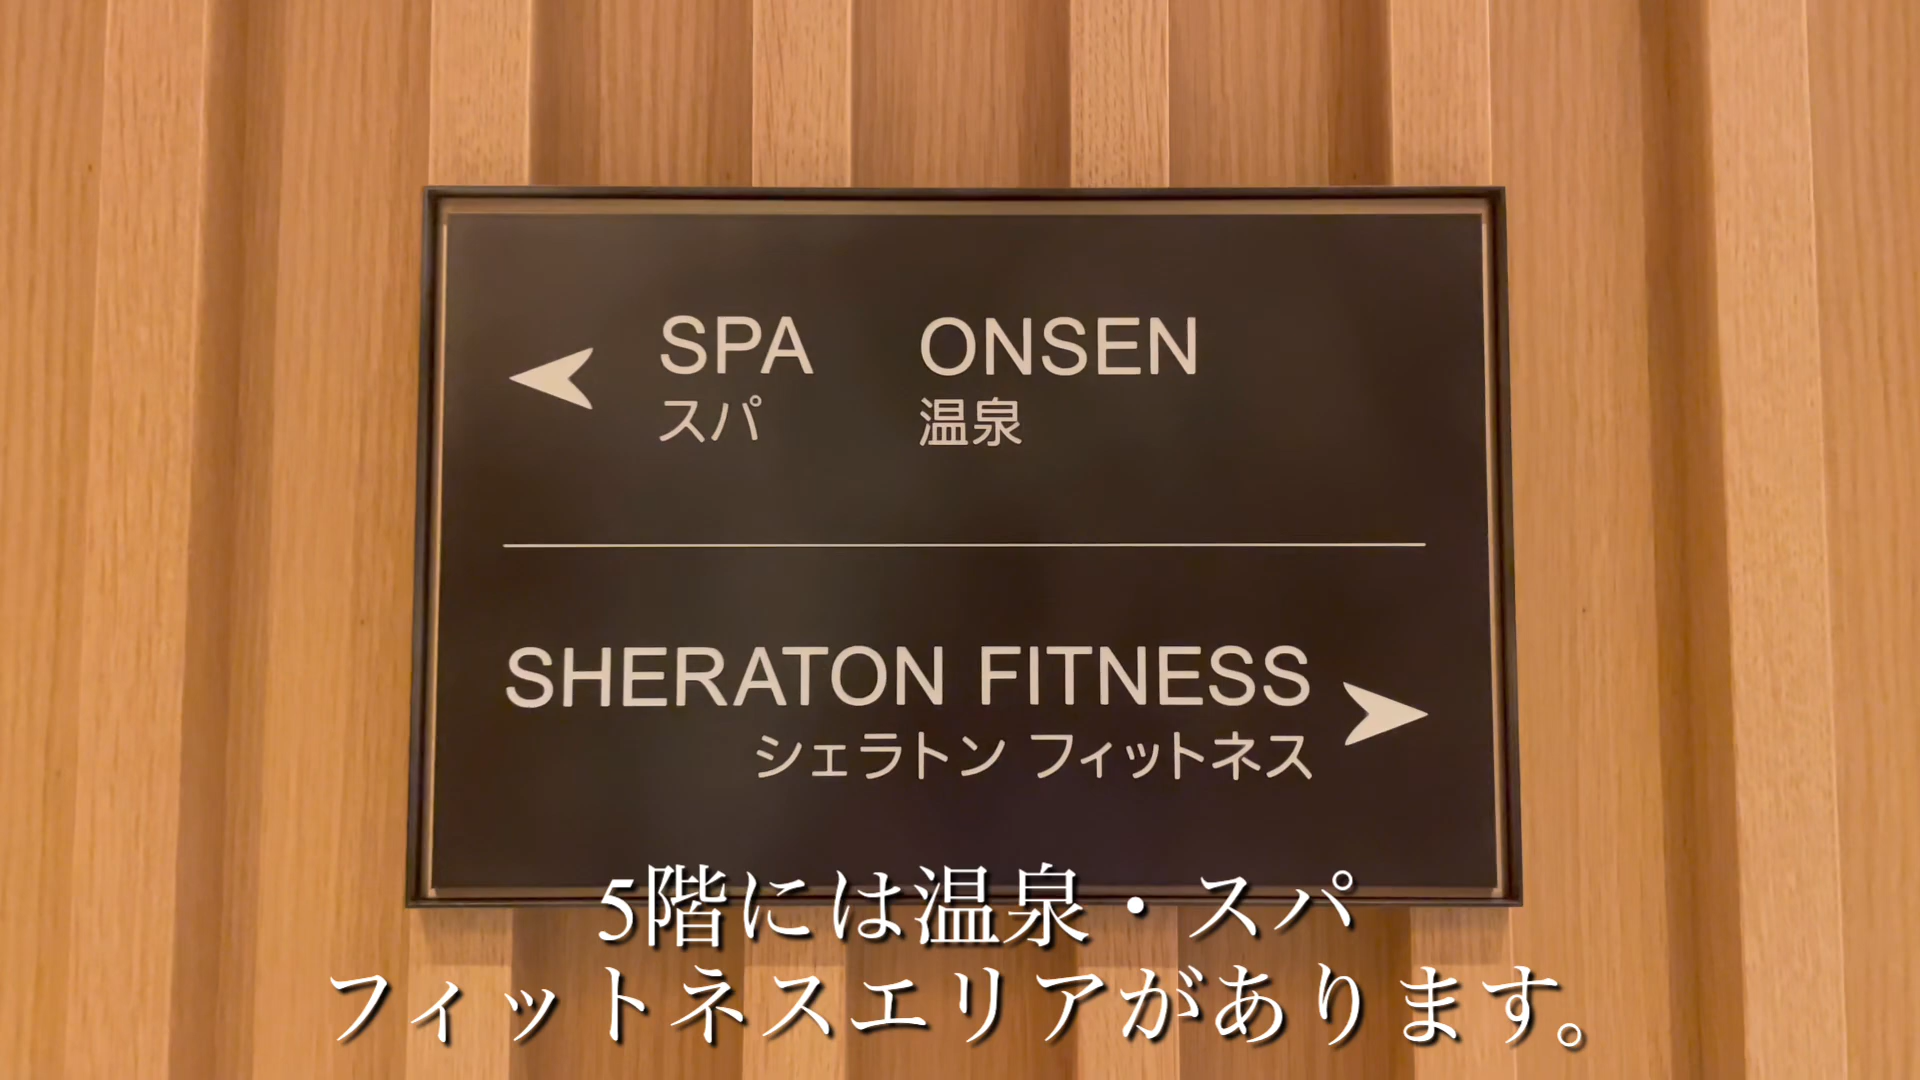 SPA ONSEN
スパ 温泉
SHERATON FITNESS
シェラトン フィットネス
5階には温泉・スパ
フィットネスエリアがあります。